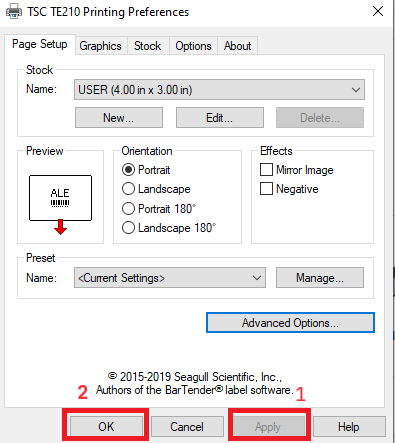 TSC TE210 Printing Preferences
Page Setup Graphics Stock Options About
Stock
Name: USER (4.00 in x 3.00 in)
New... Edit... Delete...
Preview Orientation Effects
ALE
Portrait
Landscape
Portrait 180°
Landscape 180°
Mirror Image
Negative
Preset
Name: <Current Settings> Manage...
Advanced Options...
© 2015-2019 Seagull Scientific, Inc.,
Authors of the BarTender® label software.
2 1
OK Cancel Apply Help